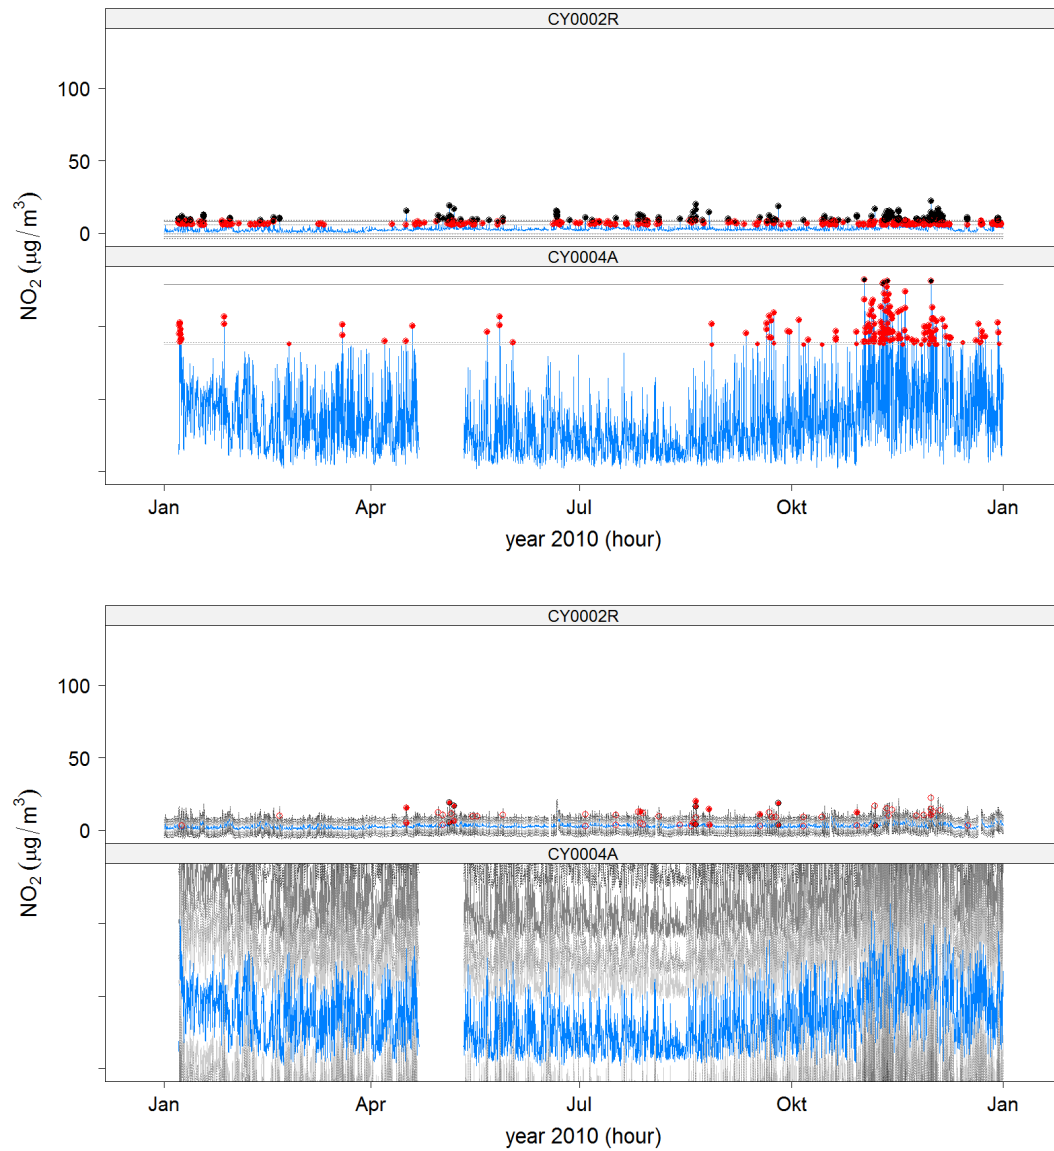 CY0002R
100
50
0
NO2 (μg/m3)
CY0004A
Jan Apr Jul Okt Jan
year 2010 (hour)
CY0002R
100
50
0
NO2 (μg/m3)
CY0004A
Jan Apr Jul Okt Jan
year 2010 (hour)